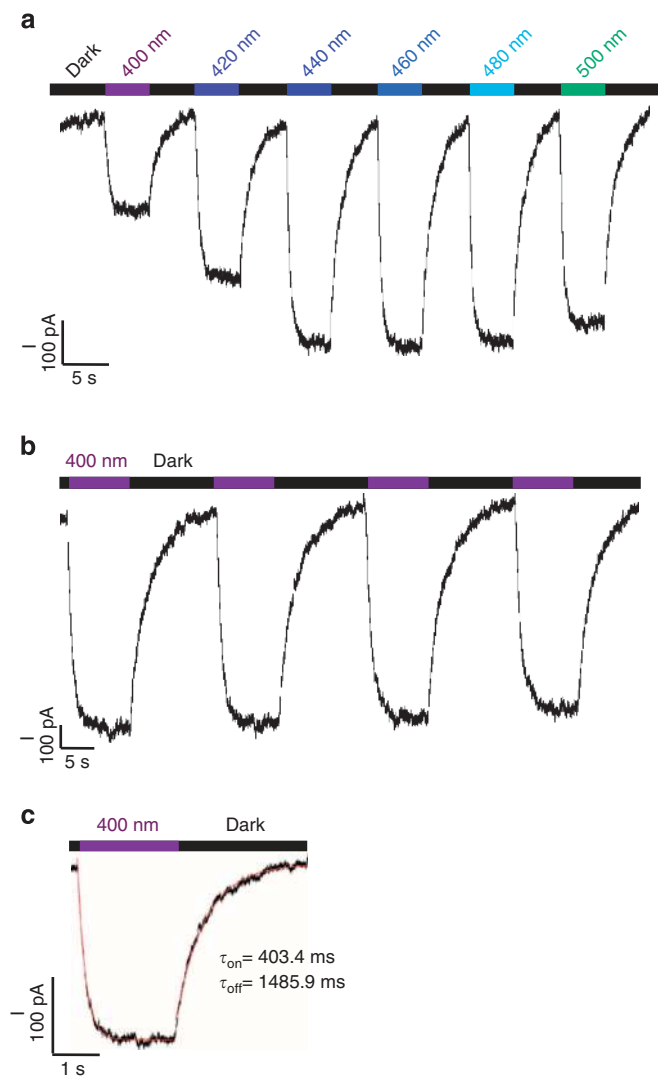 a
Dark 400 nm 420 nm 440 nm 460 nm 480 nm 500 nm
I
100 pA
5 s
b
400 nm Dark
I
100 pA
5 s
c
400 nm Dark
τon= 403.4 ms
τoff= 1485.9 ms
I
100 pA
1 s